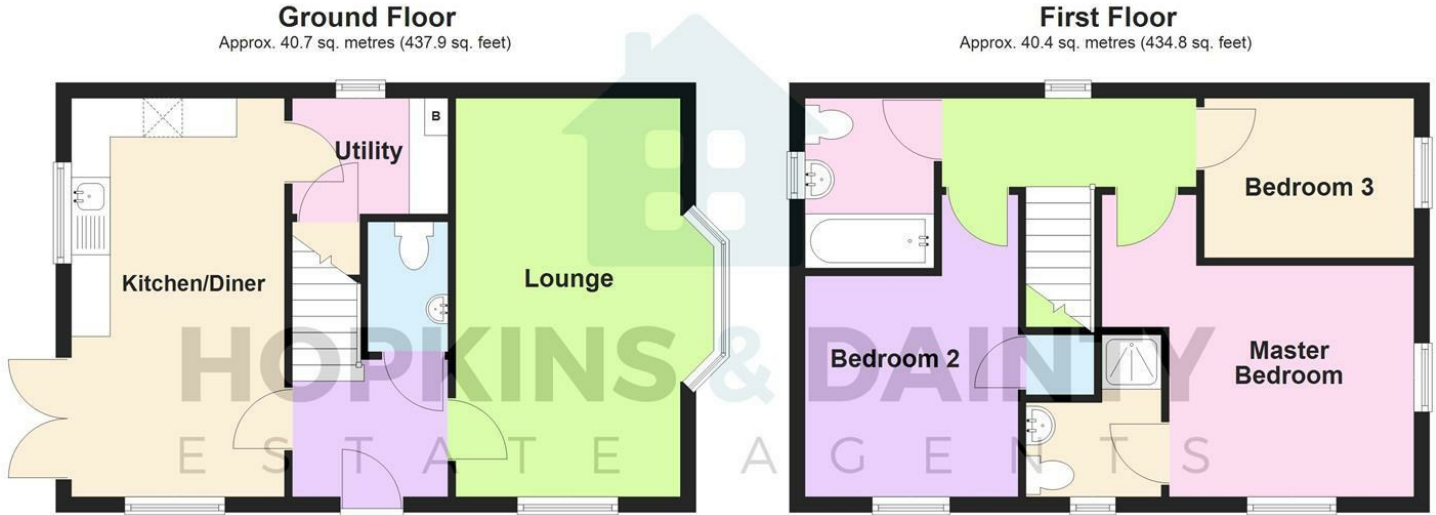 Ground Floor
Approx. 40.7 sq. metres (437.9 sq. feet)
First Floor
Approx. 40.4 sq. metres (434.8 sq. feet)
B
Utility
Kitchen/Diner
Lounge
Bedroom 3
Bedroom 2
Master
Bedroom
HOPKINS & DAINTY
ESTATE AGENTS